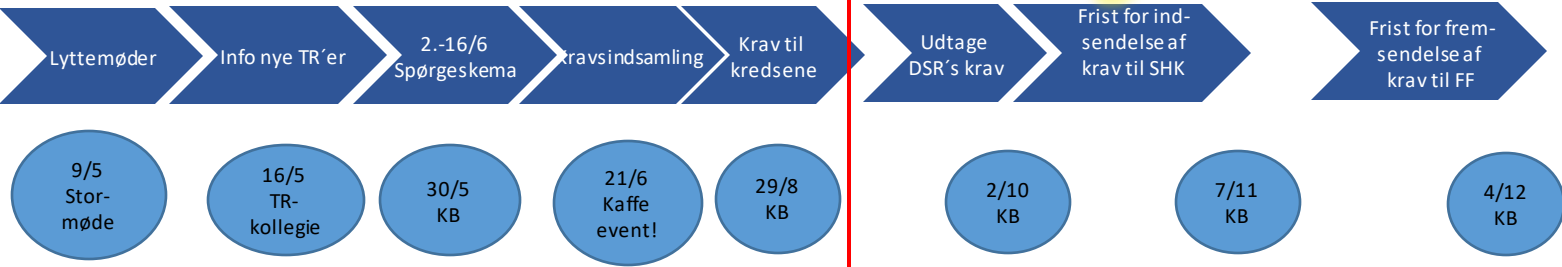 Lyttemøder
Info nye TR´er
2.-16/6
Spørgeskema
ravsindsamling
Krav til
kredsene
Udtage
DSR´s krav
Frist for ind-
sendelse af
krav til SHK
Frist for frem-
sendelse af
krav til FF
9/5
Stor-
møde
16/5
TR-
kollegie
30/5
KB
21/6
Kaffe
event!
29/8
KB
2/10
KB
7/11
KB
4/12
KB